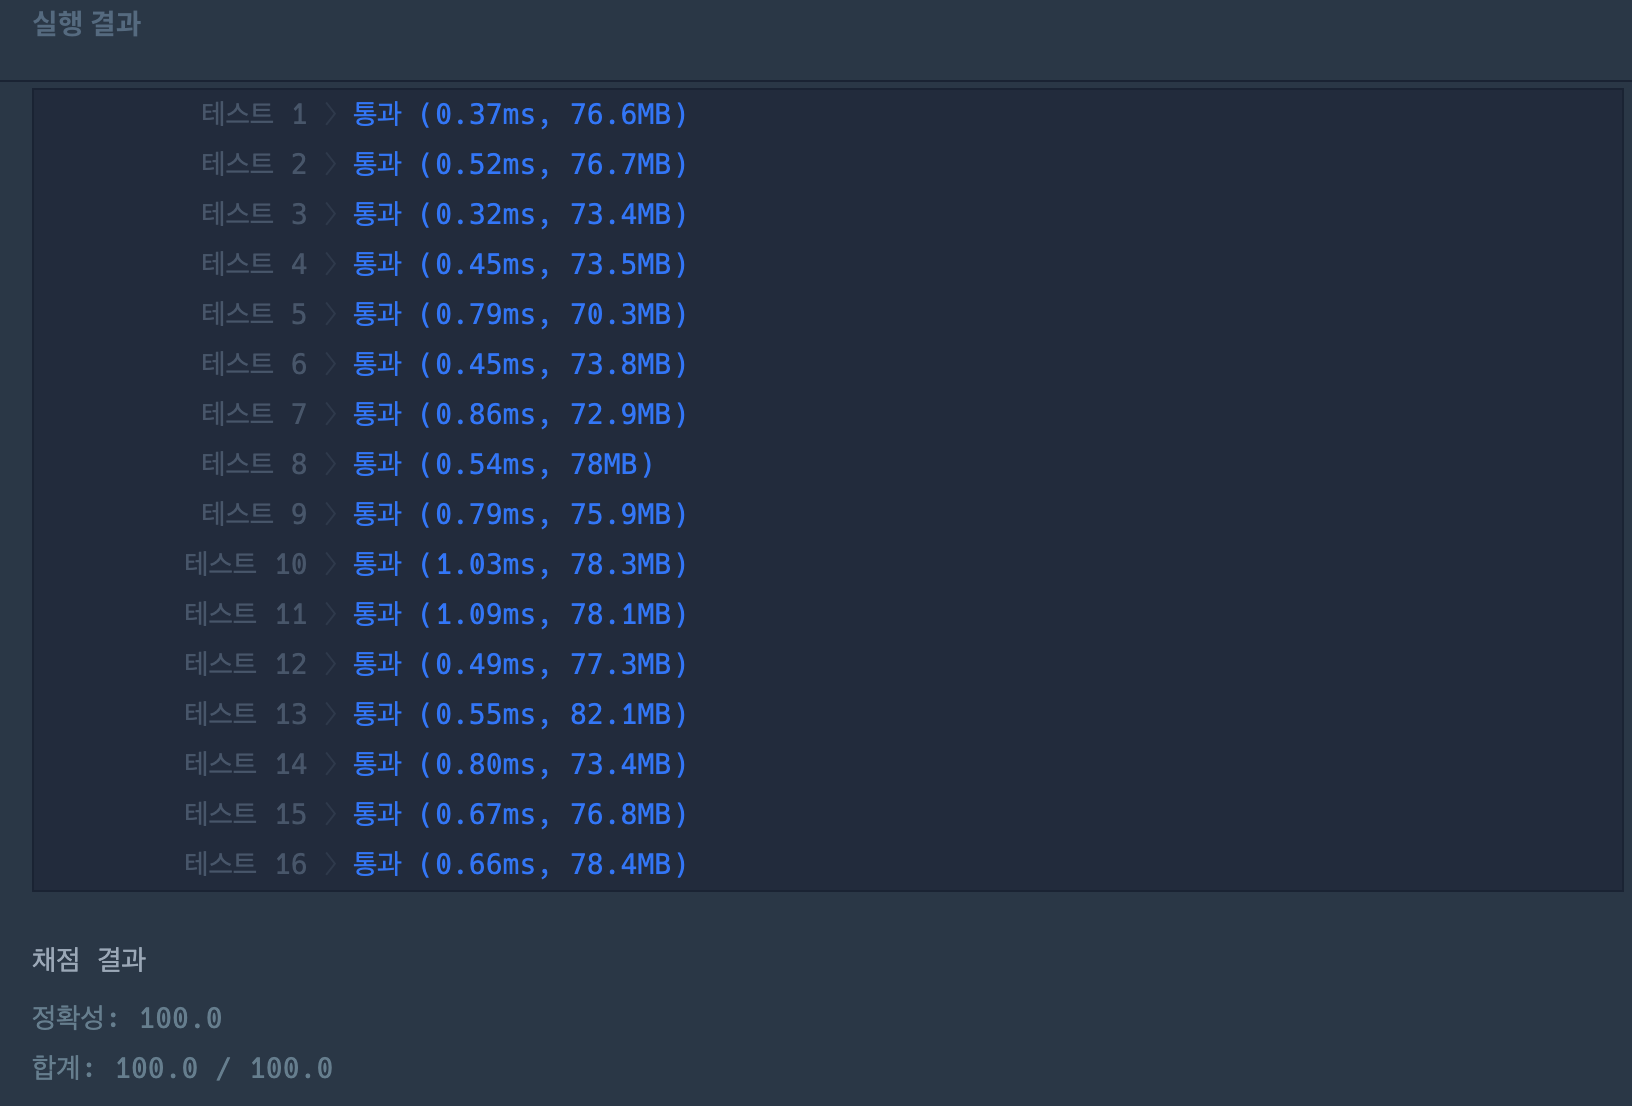 실행 결과
테스트 1 〉 통과 (0.37ms, 76.6MB)
테스트 2 〉 통과 (0.52ms, 76.7MB)
테스트 3 〉 통과 (0.32ms, 73.4MB)
테스트 4 〉 통과 (0.45ms, 73.5MB)
테스트 5 〉 통과 (0.79ms, 70.3MB)
테스트 6 〉 통과 (0.45ms, 73.8MB)
테스트 7 〉 통과 (0.86ms, 72.9MB)
테스트 8 〉 통과 (0.54ms, 78MB)
테스트 9 〉 통과 (0.79ms, 75.9MB)
테스트 10 〉 통과 (1.03ms, 78.3MB)
테스트 11 〉 통과 (1.09ms, 78.1MB)
테스트 12 〉 통과 (0.49ms, 77.3MB)
테스트 13 〉 통과 (0.55ms, 82.1MB)
테스트 14 〉 통과 (0.80ms, 73.4MB)
테스트 15 〉 통과 (0.67ms, 76.8MB)
테스트 16 〉 통과 (0.66ms, 78.4MB)
채점 결과
정확성: 100.0
합계: 100.0 / 100.0